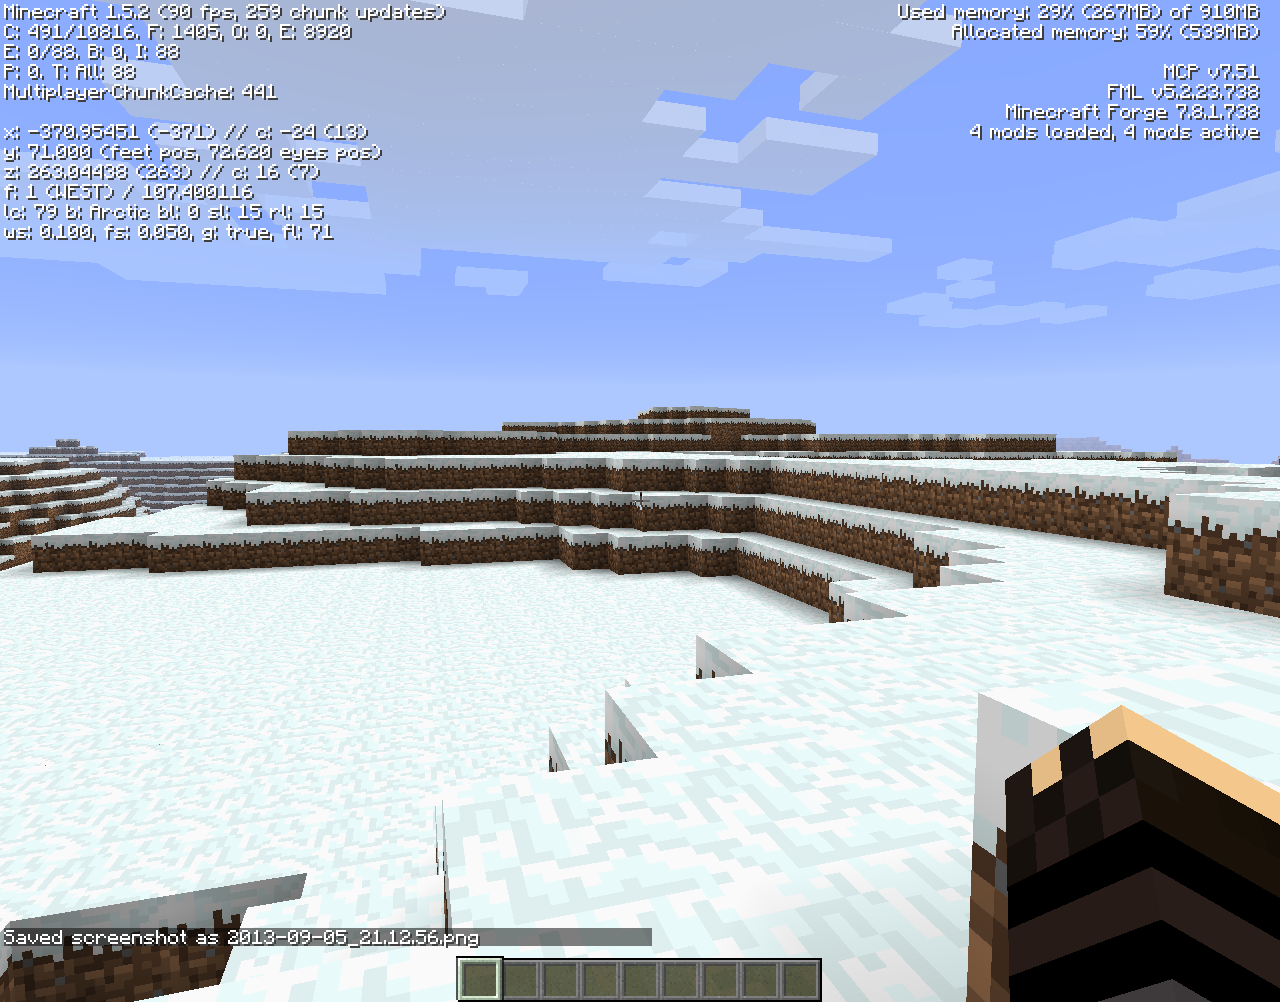 Minecraft 1.5.2 (90 fps, 259 chunk updates)
C: 491/10816. F: 1405, O: 0, E: 8920
E: 0/88. B: 0, I: 88
P: 0. T: All: 88
MultiplayerChunkCache: 441
x: -370.95451 (-371) // c: -24 (13)
y: 71.000 (feet pos, 72.620 eyes pos)
z: 263.04438 (263) // c: 16 (7)
f: 1 (WEST) / 107.400116
lc: 79 b: Arctic bl: 0 sl: 15 rl: 15
ws: 0.100, fs: 0.050, g: true, fl: 71
Used memory: 29% (267MB) of 910MB
Allocated memory: 59% (539MB)
MCP v7.51
FML v5.2.23.738
Minecraft Forge 7.8.1.738
4 mods loaded, 4 mods active
Saved screenshot as 2013-09-05_21.12.56.png